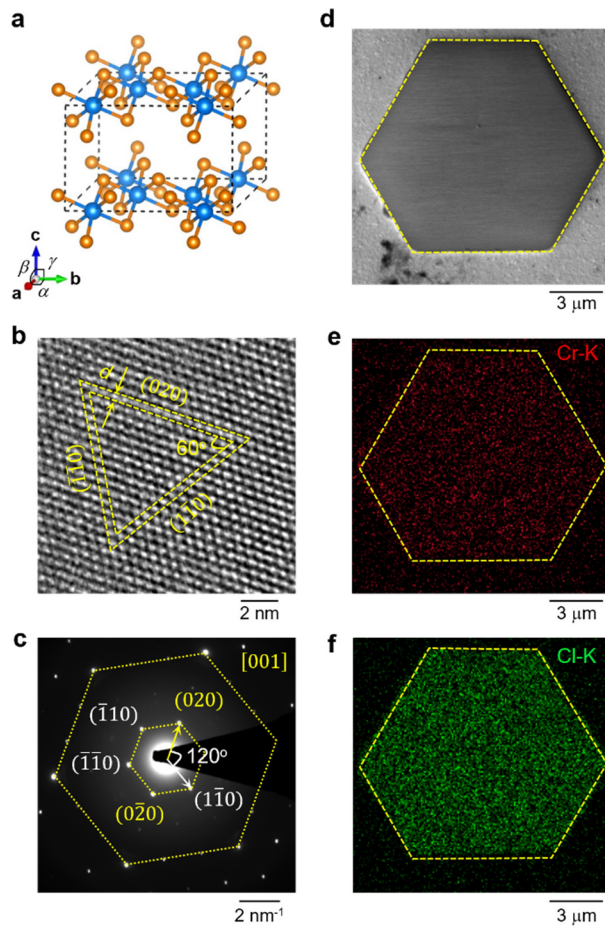 a
c
β
γ
b
a
α
b
d
(020)
60°
(1̅10)
(110)
2 nm
c
[001]
(020)
(1̅10)
120°
(1̅1̅0)
(02̅0)
(11̅0)
2 nm⁻¹
d
3 μm
e
Cr-K
3 μm
f
Cl-K
3 μm